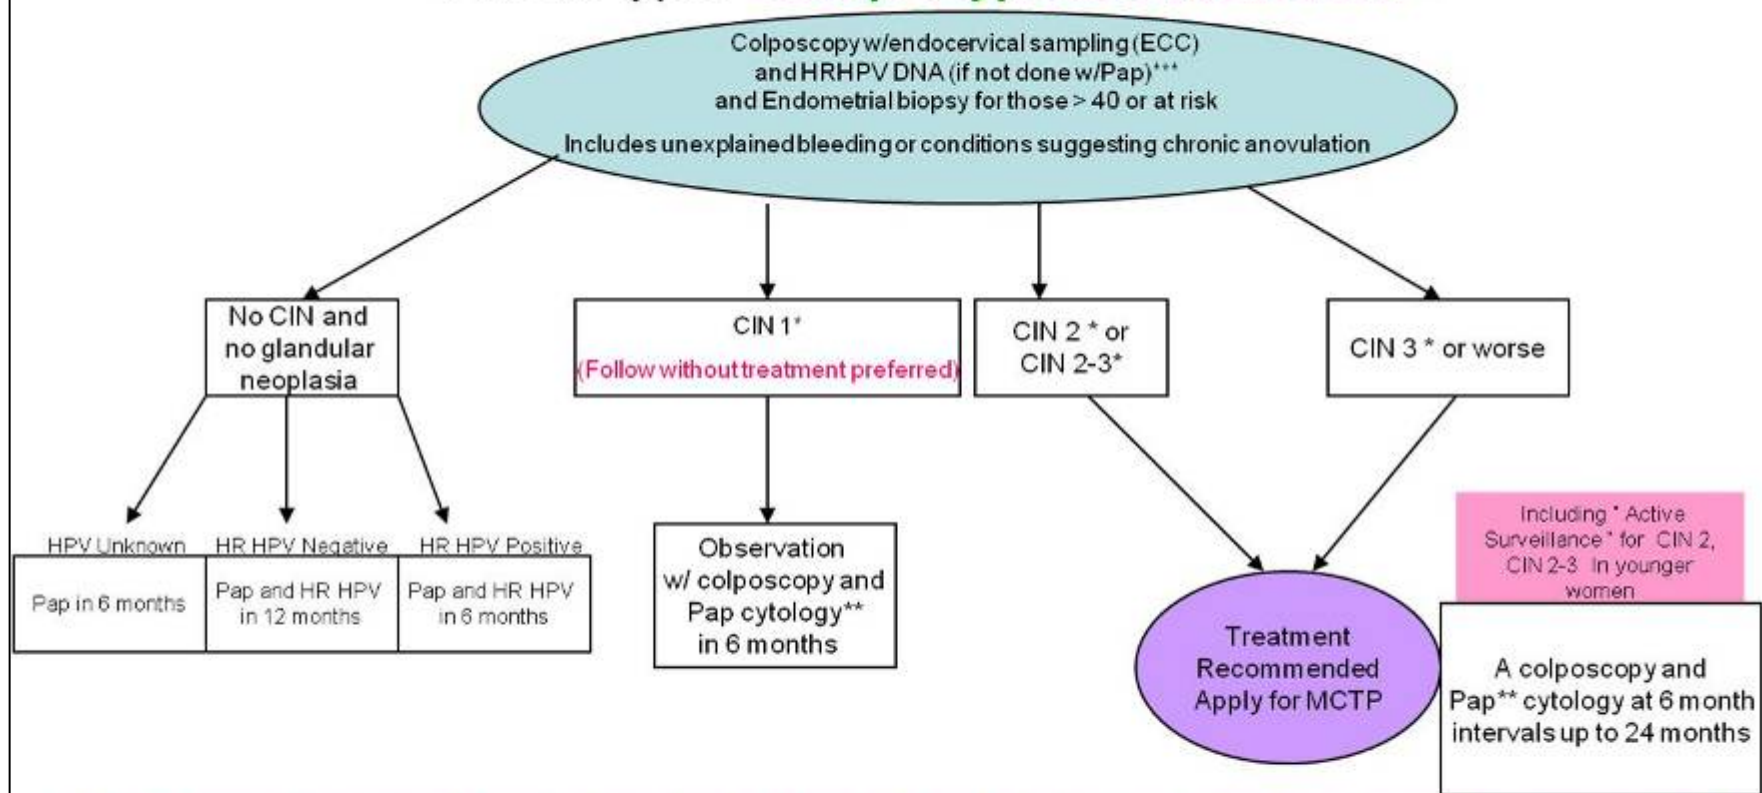 Colposcopy w/endocervical sampling (ECC)
and HRHPV DNA (if not done w/Pap)***
and Endometrial biopsy for those > 40 or at risk
Includes unexplained bleeding or conditions suggesting chronic anovulation
No CIN and
no glandular
neoplasia
CIN 1*
(Follow without treatment preferred)
CIN 2 * or
CIN 2-3*
CIN 3 * or worse
HPV Unknown
HR HPV Negative
HR HPV Positive
Pap in 6 months
Pap and HR HPV
in 12 months
Pap and HR HPV
in 6 months
Observation
w/ colposcopy and
Pap cytology**
in 6 months
Treatment
Recommended
Apply for MCTP
Including " Active
Surveillance " for CIN 2,
CIN 2-3 In younger
women
A colposcopy and
Pap** cytology at 6 month
intervals up to 24 months